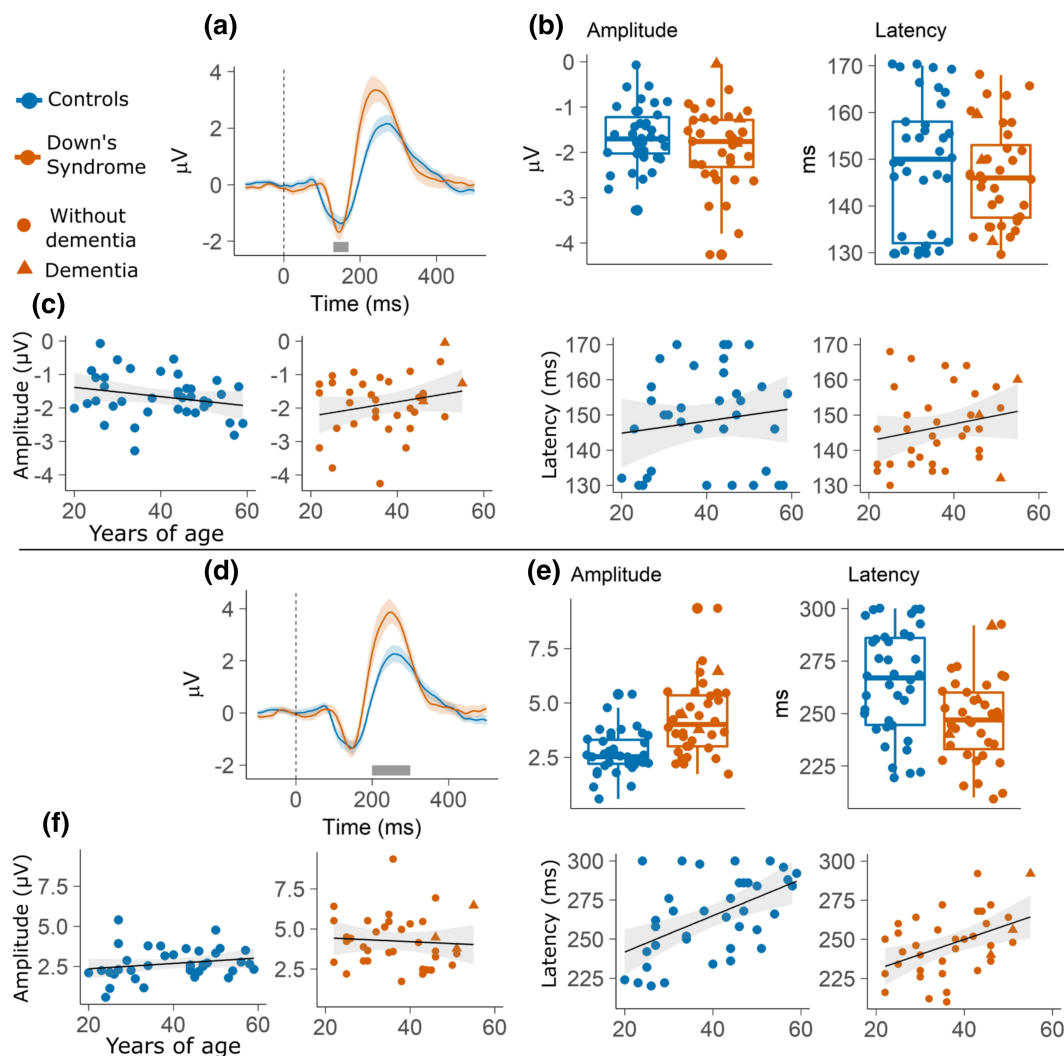 (a)
(b)
Amplitude
Latency
Controls
Down's
Syndrome
Without
dementia
Dementia
μV
4
2
0
-2
0
200
400
Time (ms)
μV
0
-1
-2
-3
-4
ms
170
160
150
140
130
(c)
Amplitude (μV)
0
-1
-2
-3
-4
20
40
60
Years of age
0
-1
-2
-3
-4
20
40
60
Latency (ms)
170
160
150
140
130
20
40
60
170
160
150
140
130
20
40
60
(d)
(e)
Amplitude
Latency
μV
4
2
0
-2
0
200
400
Time (ms)
μV
7.5
5.0
2.5
ms
300
275
250
225
(f)
Amplitude (μV)
7.5
5.0
2.5
20
40
60
Years of age
7.5
5.0
2.5
20
40
60
Latency (ms)
300
275
250
225
20
40
60
300
275
250
225
20
40
60